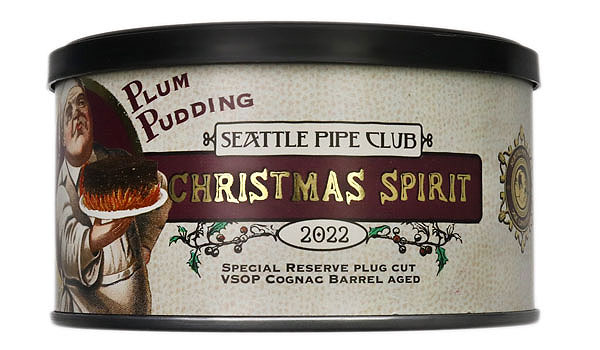 Plum
Pudding
Seattle Pipe Club
Christmas Spirit
2022
Special Reserve plug cut
VSOP Cognac Barrel aged